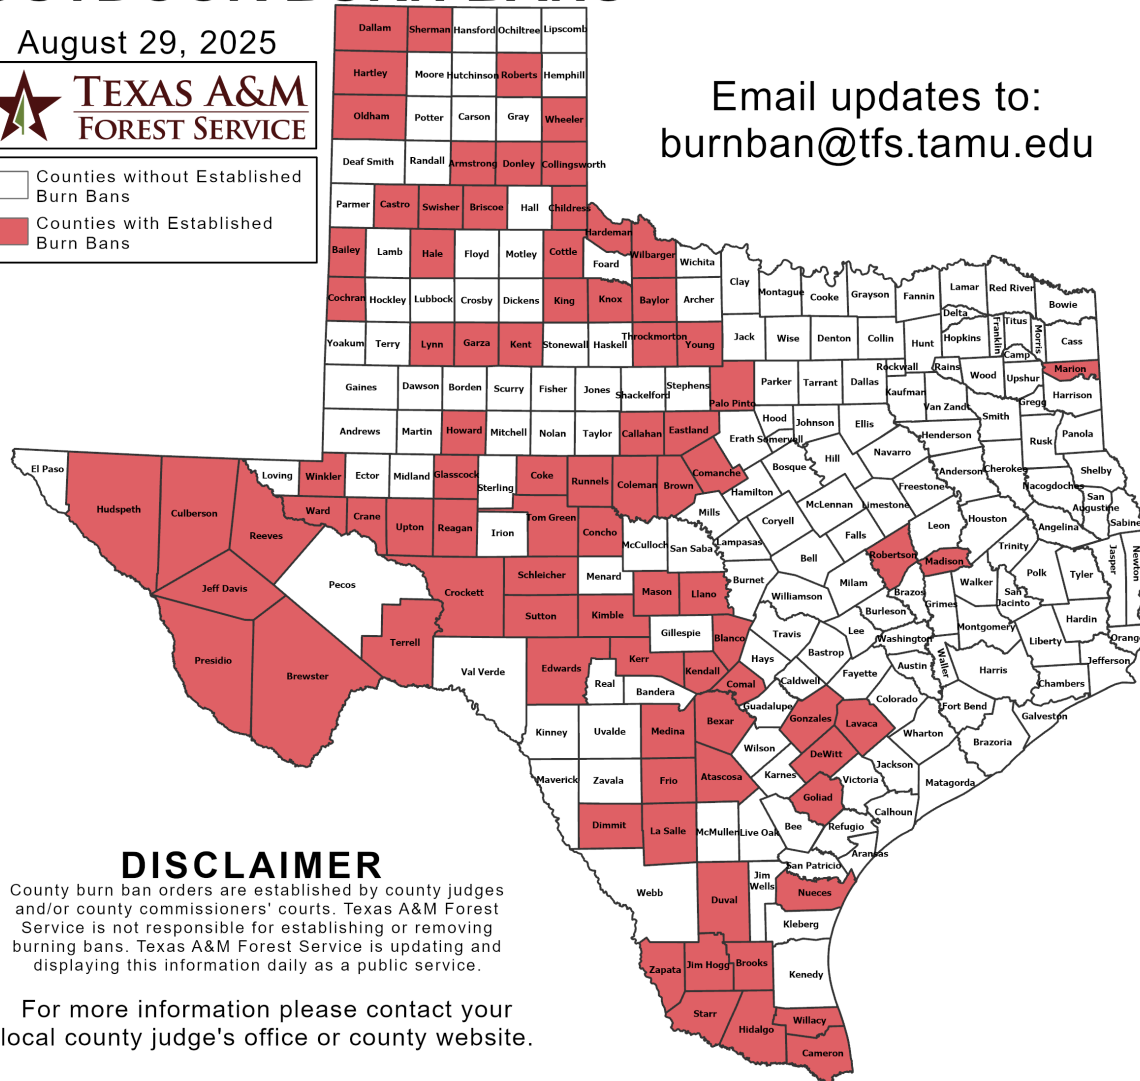 August 29, 2025
TEXAS A&M
FOREST SERVICE
Counties without Established
Burn Bans
Counties with Established
Burn Bans
Email updates to:
burnban@tfs.tamu.edu
Dallam Sherman Hansford Ochiltree Lipscomb
Hartley Moore Hutchinson Roberts Hemphill
Oldham Potter Carson Gray Wheeler
Deaf Smith Randall Armstrong Donley Collingsworth
Parmer Castro Swisher Briscoe Hall Childress
Hardeman
Bailey Lamb Hale Floyd Motley Cottle Foard Wilbarger Wichita
Clay Montague Cooke Grayson Fannin Lamar Red River Bowie
Cochran Hockley Lubbock Crosby Dickens King Knox Baylor Archer
Delta Titus
Yoakum Terry Lynn Garza Kent Stonewall Haskell Throckmorton Young Jack Wise Denton Collin Hunt Hopkins Franklin Morris Cass
Camp
Rockwall Rains Wood Upshur Marion
Gaines Dawson Borden Scurry Fisher Jones Shackelford Stephens Palo Pinto Parker Tarrant Dallas Kaufman Van Zandt Gregg Harrison
Smith
Andrews Martin Howard Mitchell Nolan Taylor Callahan Eastland Erath Hood Somervell Johnson Ellis Henderson Rusk Panola
El Paso Loving Winkler Ector Midland Glasscock Sterling Coke Runnels Coleman Brown Comanche Hamilton Bosque Hill Navarro Anderson Cherokee Shelby
Freestone Nacogdoches San Augustine Sabine
Hudspeth Culberson Reeves Ward Crane Upton Reagan Irion Tom Green Concho McCulloch San Saba Mills Lampasas Coryell McLennan Limestone Falls Leon Houston Angelina
Jeff Davis Pecos Crockett Schleicher Menard Mason Llano Burnet Bell Milam Robertson Madison Trinity Polk Tyler Jasper Newton
Walker San Jacinto
Sutton Kimble Williamson Burleson Brazos Grimes Montgomery Liberty Hardin Orange
Presidio Brewster Terrell Val Verde Edwards Kerr Gillespie Blanco Travis Bastrop Lee Washington Waller Harris Jefferson
Real Bandera Kendall Comal Hays Caldwell Fayette Austin Chambers
Kinney Uvalde Medina Bexar Guadalupe Gonzales Lavaca Colorado Fort Bend Galveston
Wharton Brazoria
Maverick Zavala Frio Atascosa Wilson Karnes DeWitt Victoria Jackson Matagorda
Goliad Calhoun
Dimmit La Salle McMullen Live Oak Bee Refugio Aransas
San Patricio
Webb Duval Jim Wells Nueces
Kleberg
Zapata Jim Hogg Brooks Kenedy
Starr Hidalgo Willacy
Cameron
DISCLAIMER
County burn ban orders are established by county judges
and/or county commissioners' courts. Texas A&M Forest
Service is not responsible for establishing or removing
burning bans. Texas A&M Forest Service is updating and
displaying this information daily as a public service.
For more information please contact your
local county judge's office or county website.